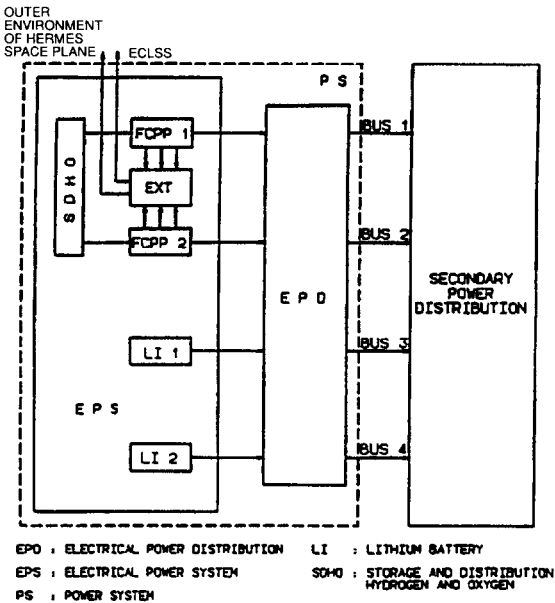 OUTER
ENVIRONMENT
OF HERMES
SPACE PLANE
ECLSS
P S
BUS 1
FCPP 1
SDHO
EXT
FCPP 2
BUS 2
SECONDARY
POWER
DISTRIBUTION
E P D
BUS 3
LI 1
E P S
BUS 4
LI 2
EPD : ELECTRICAL POWER DISTRIBUTION
LI : LITHIUM BATTERY
EPS : ELECTRICAL POWER SYSTEM
SDHO : STORAGE AND DISTRIBUTION
HYDROGEN AND OXYGEN
PS : POWER SYSTEM